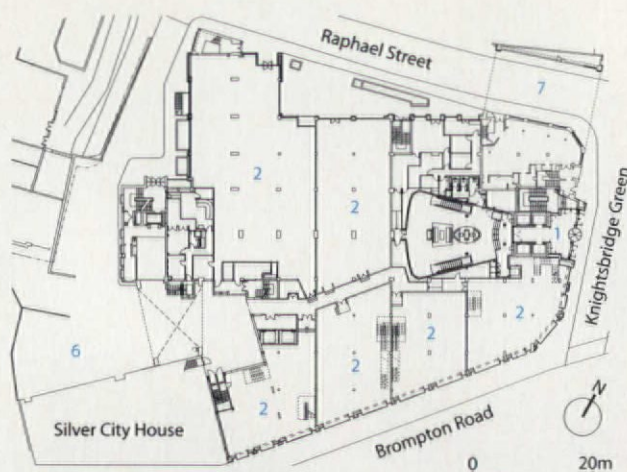 Raphael Street
7
2
2
Knightsbridge Green
1
2
2
2
6
2
Silver City House
Brompton Road
N
0
20m